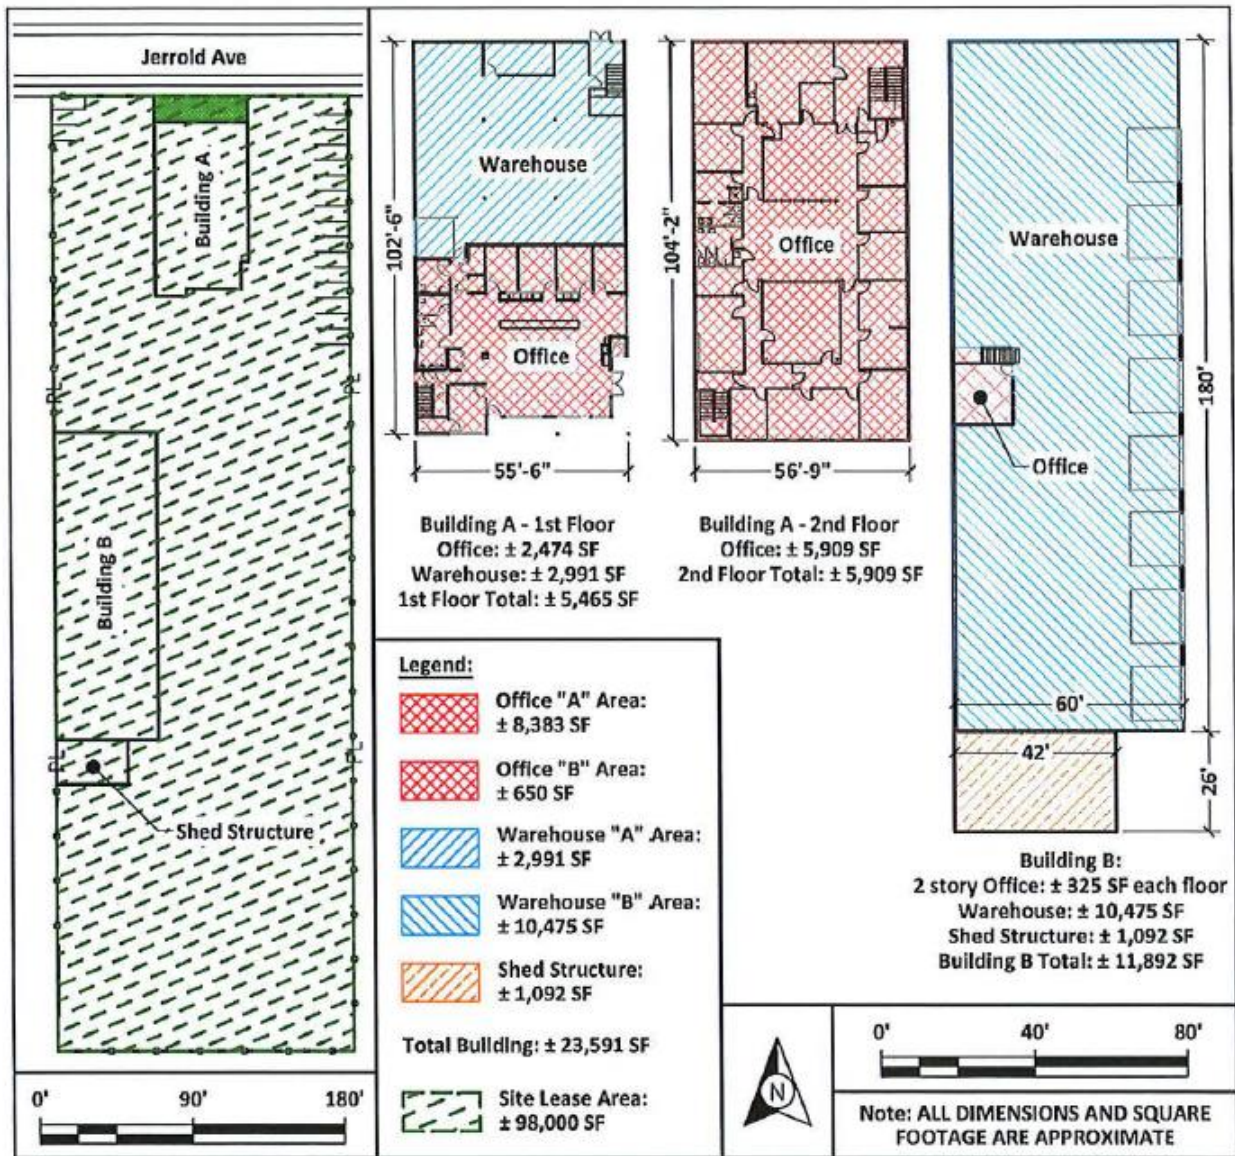 Jerrold Ave
Building A
Building B
PL
PL
PL
PL
Shed Structure
0' 90' 180'
Warehouse
Office
102'-6"
55'-6"
Building A - 1st Floor
Office: ± 2,474 SF
Warehouse: ± 2,991 SF
1st Floor Total: ± 5,465 SF
Office
104'-2"
56'-9"
Building A - 2nd Floor
Office: ± 5,909 SF
2nd Floor Total: ± 5,909 SF
Warehouse
Office
180'
60'
42'
26'
Building B:
2 story Office: ± 325 SF each floor
Warehouse: ± 10,475 SF
Shed Structure: ± 1,092 SF
Building B Total: ± 11,892 SF
Legend:
Office "A" Area:
± 8,383 SF
Office "B" Area:
± 650 SF
Warehouse "A" Area:
± 2,991 SF
Warehouse "B" Area:
± 10,475 SF
Shed Structure:
± 1,092 SF
Total Building: ± 23,591 SF
Site Lease Area:
± 98,000 SF
N
0' 40' 80'
Note: ALL DIMENSIONS AND SQUARE
FOOTAGE ARE APPROXIMATE